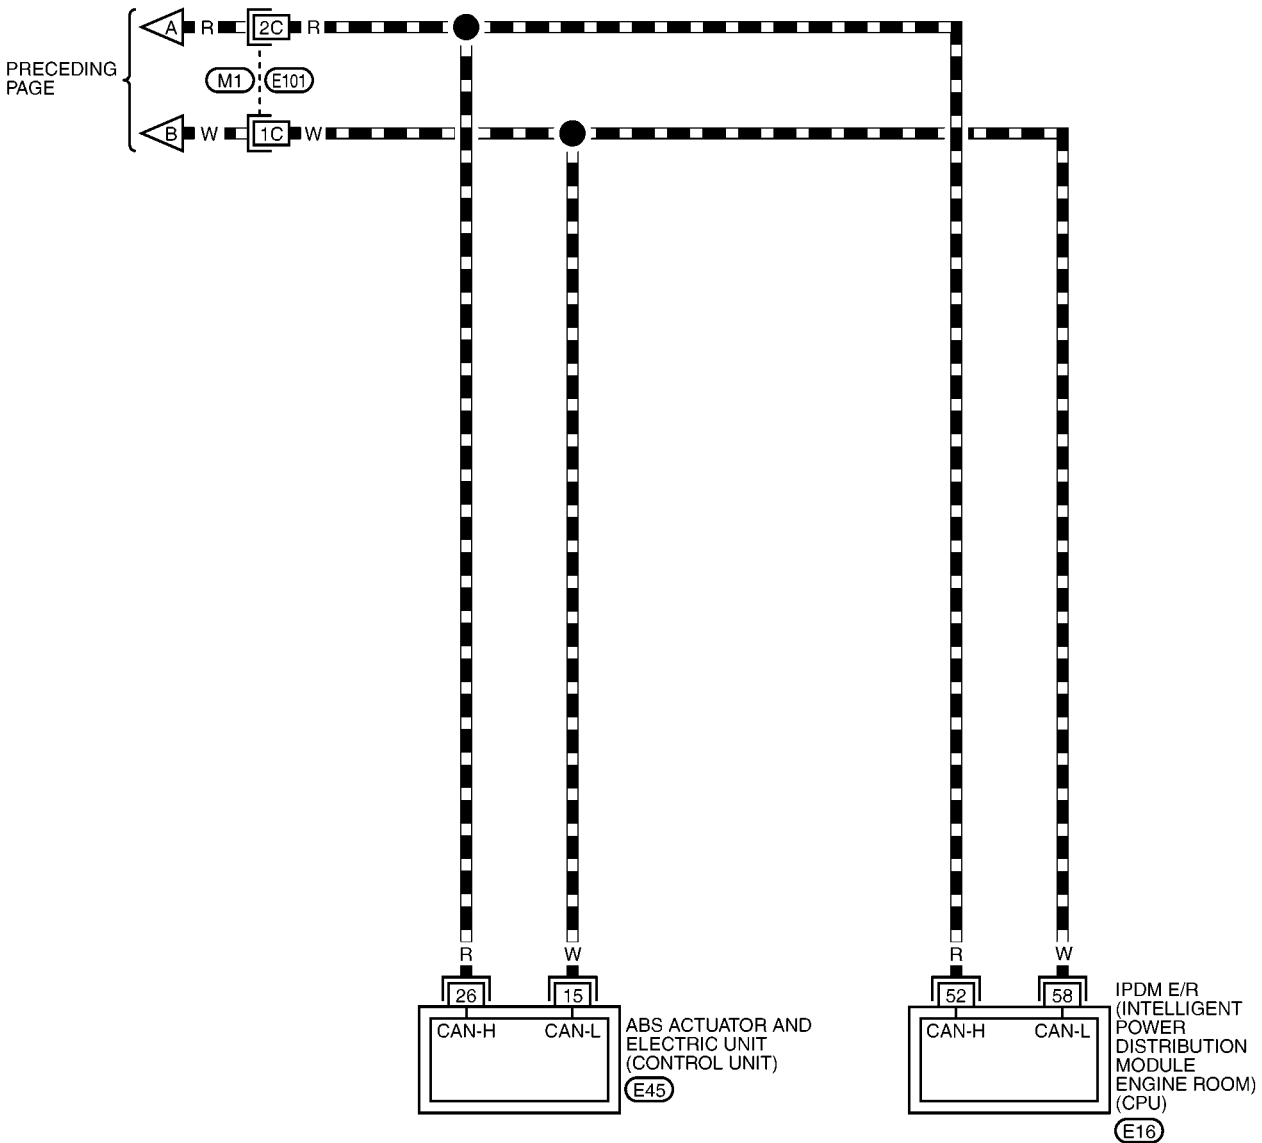 A R 2C R
PRECEDING
PAGE
M1 E101
B W 1C W
R W R W
26 15 52 58
CAN-H CAN-L CAN-H CAN-L
ABS ACTUATOR AND
ELECTRIC UNIT
(CONTROL UNIT)
E45
IPDM E/R
(INTELLIGENT
POWER
DISTRIBUTION
MODULE
ENGINE ROOM)
(CPU)
E16